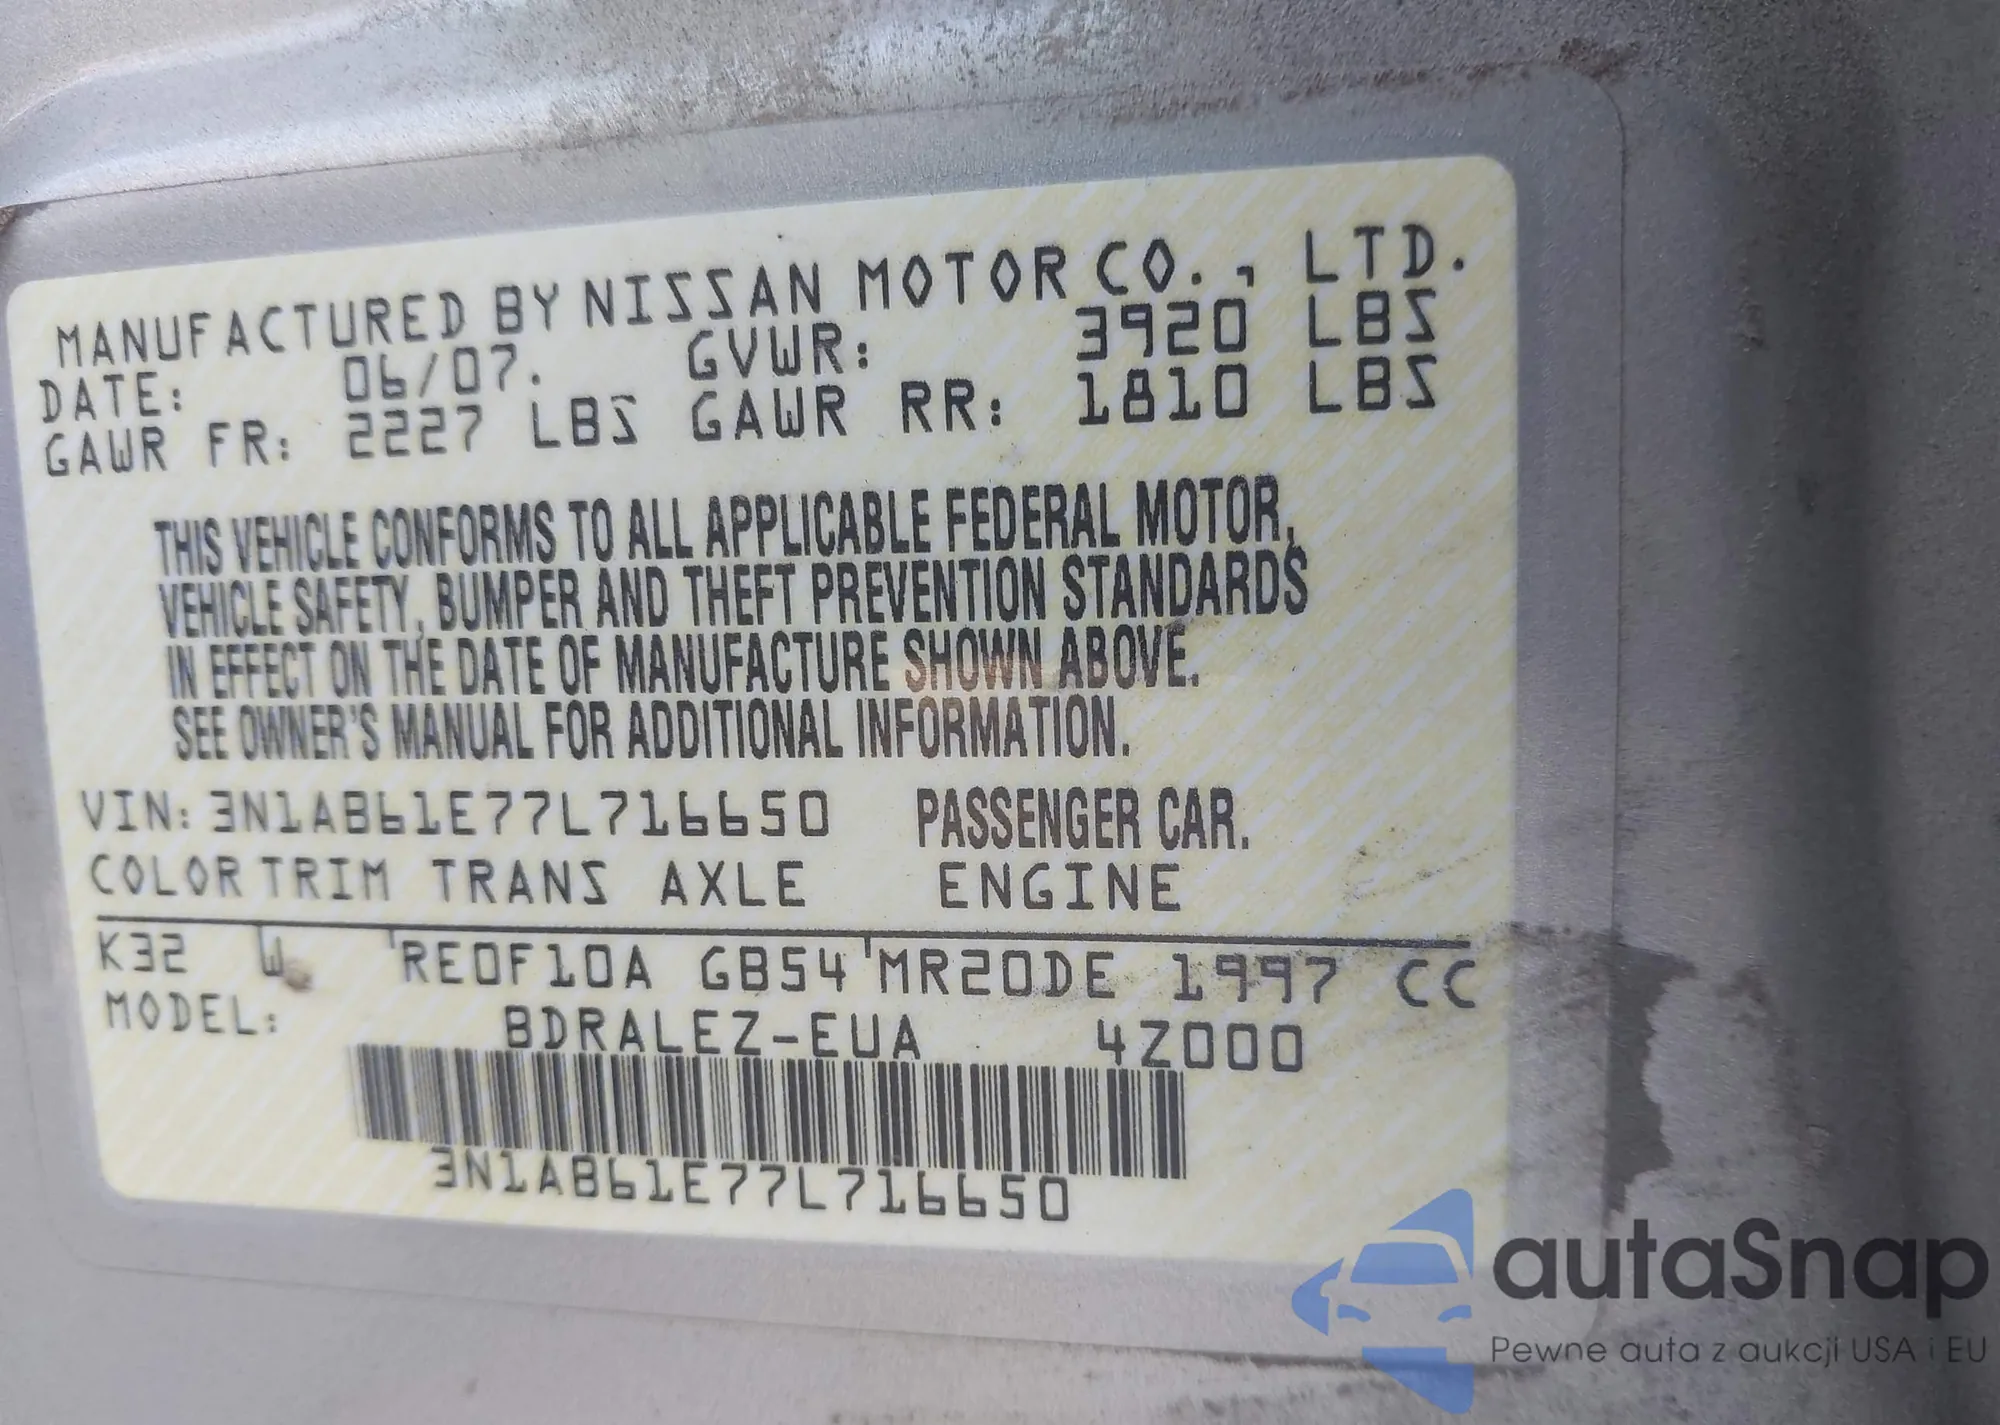 MANUFACTURED BY NISSAN MOTOR CO., LTD.
DATE: 06/07. GVWR: 3920 LBS
GAWR FR: 2227 LBS GAWR RR: 1810 LBS
THIS VEHICLE CONFORMS TO ALL APPLICABLE FEDERAL MOTOR,
VEHICLE SAFETY, BUMPER AND THEFT PREVENTION STANDARDS
IN EFFECT ON THE DATE OF MANUFACTURE SHOWN ABOVE.
SEE OWNER'S MANUAL FOR ADDITIONAL INFORMATION.
VIN: 3N1AB61E77L716650 PASSENGER CAR.
COLOR TRIM TRANS AXLE ENGINE
K32 W RE0F10A GB54 MR20DE 1997 CC
MODEL: BDRALEZ-EUA 4Z000
3N1AB61E77L716650
autaSnap
Pewne auta z aukcji USA i EU